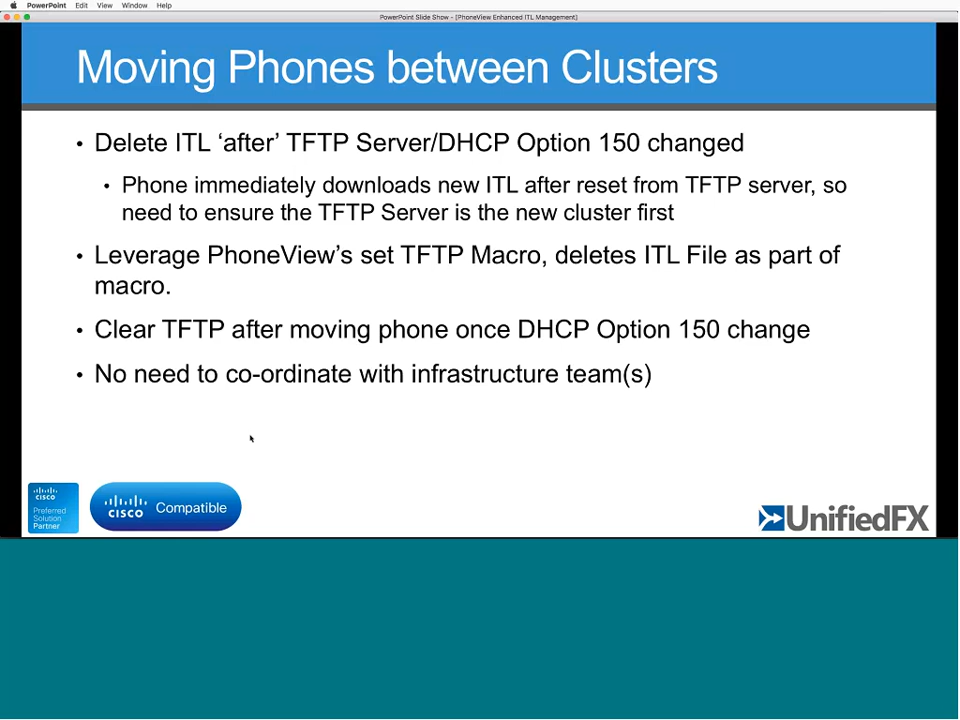 PowerPoint Edit View Window Help
PowerPoint Slide Show - [PhoneView Enhanced ITL Management]
Moving Phones between Clusters
• Delete ITL ‘after’ TFTP Server/DHCP Option 150 changed
• Phone immediately downloads new ITL after reset from TFTP server, so
need to ensure the TFTP Server is the new cluster first
• Leverage PhoneView’s set TFTP Macro, deletes ITL File as part of
macro.
• Clear TFTP after moving phone once DHCP Option 150 change
• No need to co-ordinate with infrastructure team(s)
CISCO
Preferred
Solution
Partner
CISCO Compatible
UnifiedFX